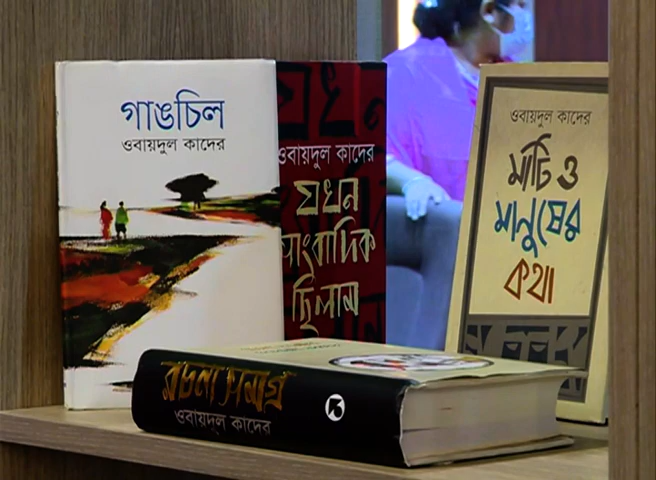 গাঙচিল
ওবায়দুল কাদের
ওবায়দুল কাদের
যখন
সাংবাদিক
ছিলাম
ওবায়দুল কাদের
মাটি ও
মানুষের
কথা
রচনা সমগ্র
ওবায়দুল কাদের